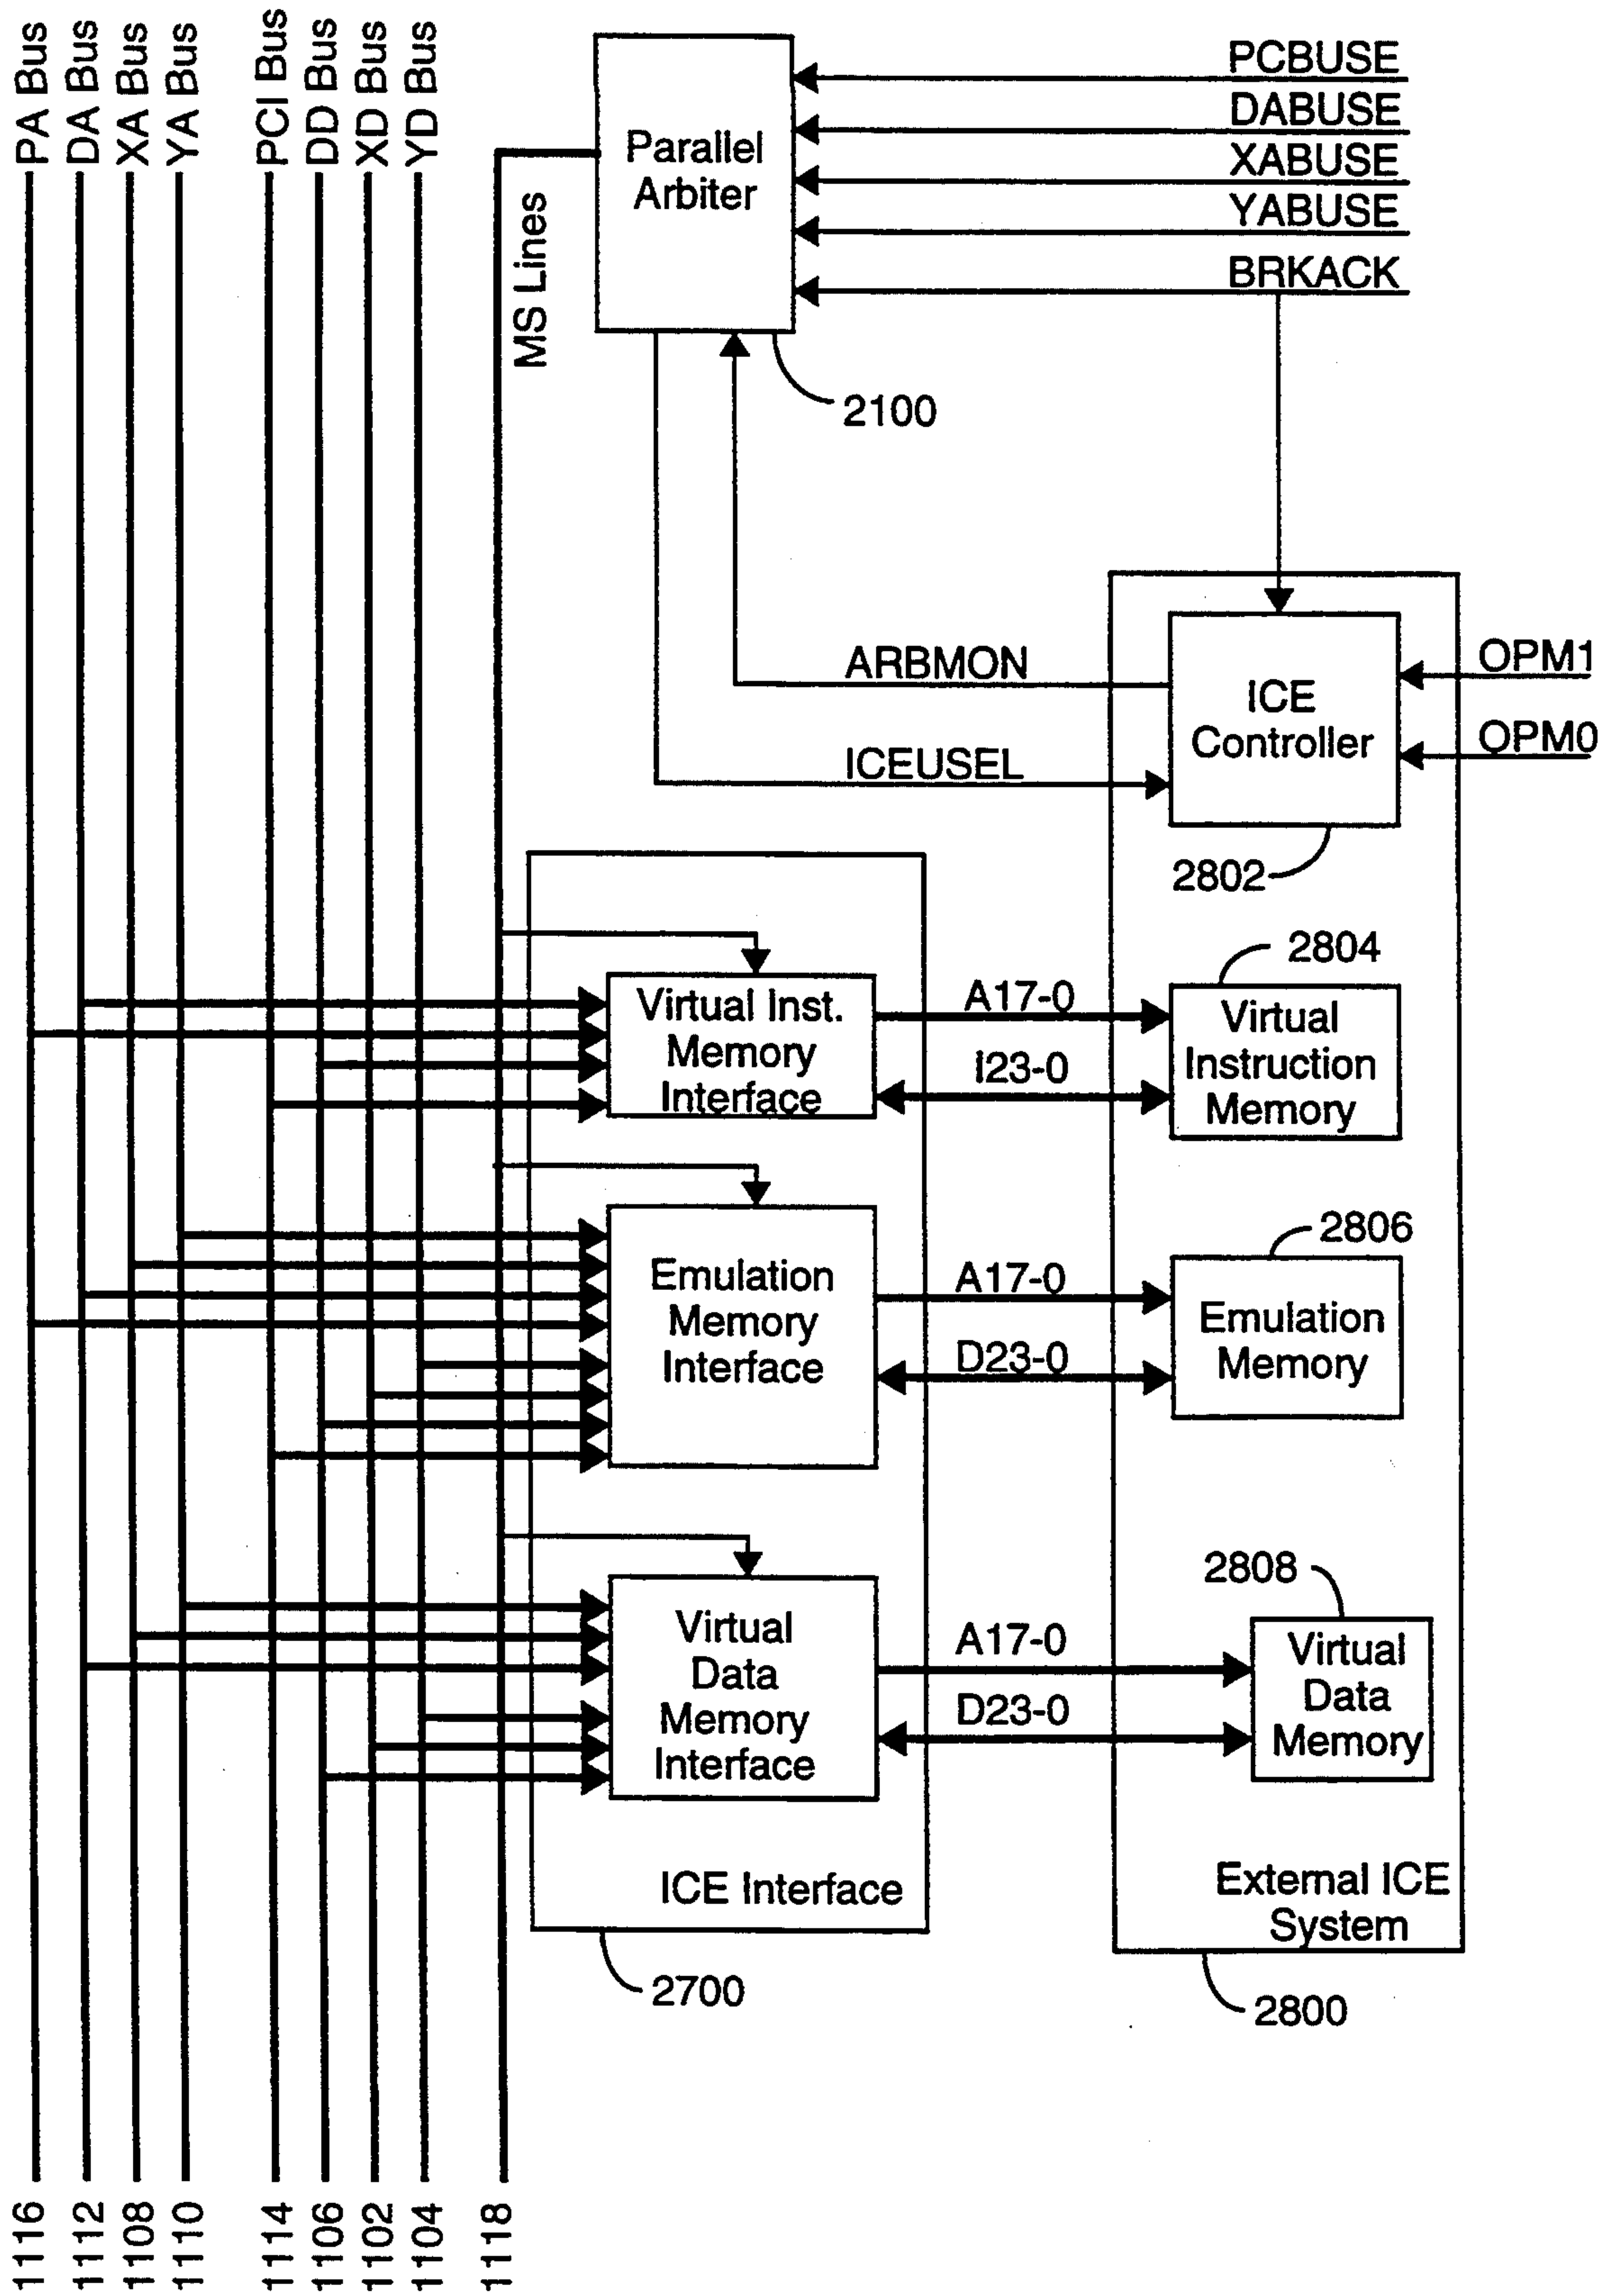 PA Bus
DA Bus
XA Bus
YA Bus
PCI Bus
DD Bus
XD Bus
YD Bus
MS Lines
Parallel
Arbiter
PCBUSE
DABUSE
XABUSE
YABUSE
BRKACK
2100
ARBMON
ICEUSEL
ICE
Controller
OPM1
OPM0
2802
Virtual Inst.
Memory
Interface
A17-0
I23-0
2804
Virtual
Instruction
Memory
Emulation
Memory
Interface
A17-0
D23-0
2806
Emulation
Memory
Virtual
Data
Memory
Interface
A17-0
D23-0
2808
Virtual
Data
Memory
ICE Interface
External ICE
System
2700
2800
1116
1112
1108
1110
1114
1106
1102
1104
1118